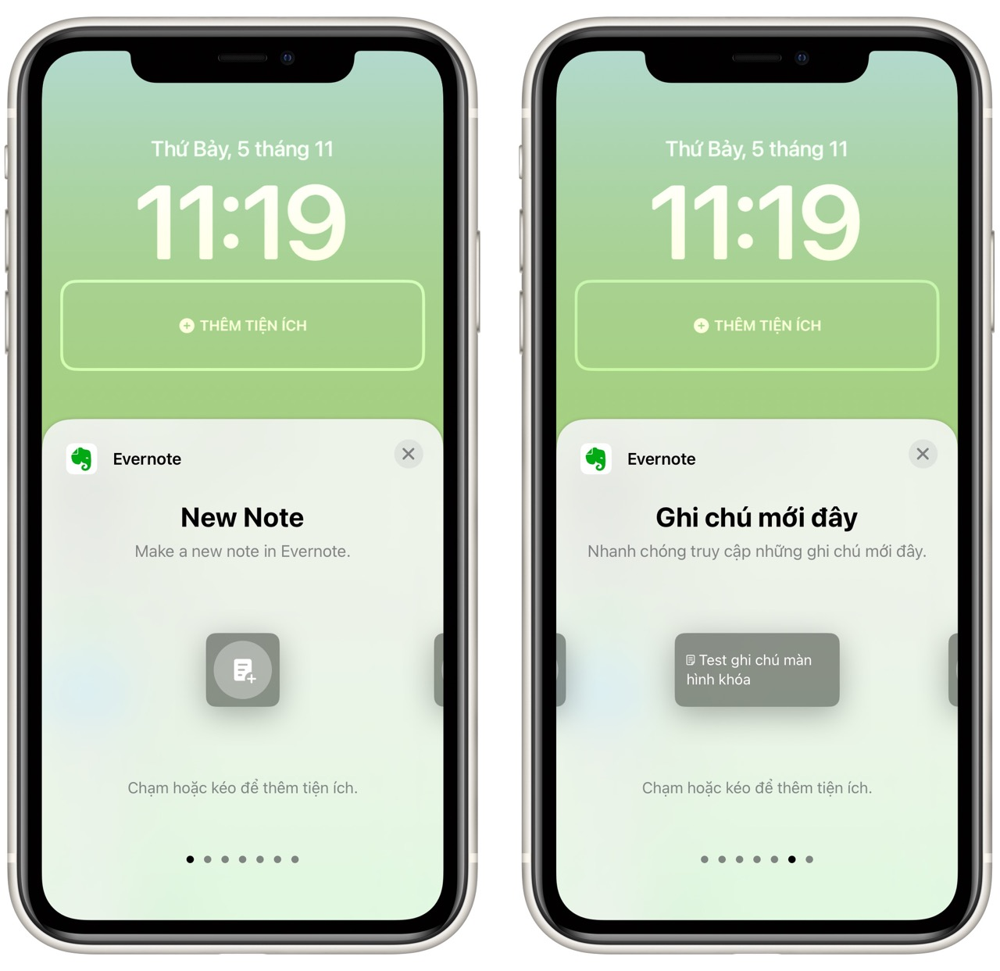 Thứ Bảy, 5 tháng 11
11:19
THÊM TIỆN ÍCH
Evernote
New Note
Make a new note in Evernote.
Chạm hoặc kéo để thêm tiện ích.
Thứ Bảy, 5 tháng 11
11:19
THÊM TIỆN ÍCH
Evernote
Ghi chú mới đây
Nhanh chóng truy cập những ghi chú mới đây.
Test ghi chú màn
hình khóa
Chạm hoặc kéo để thêm tiện ích.